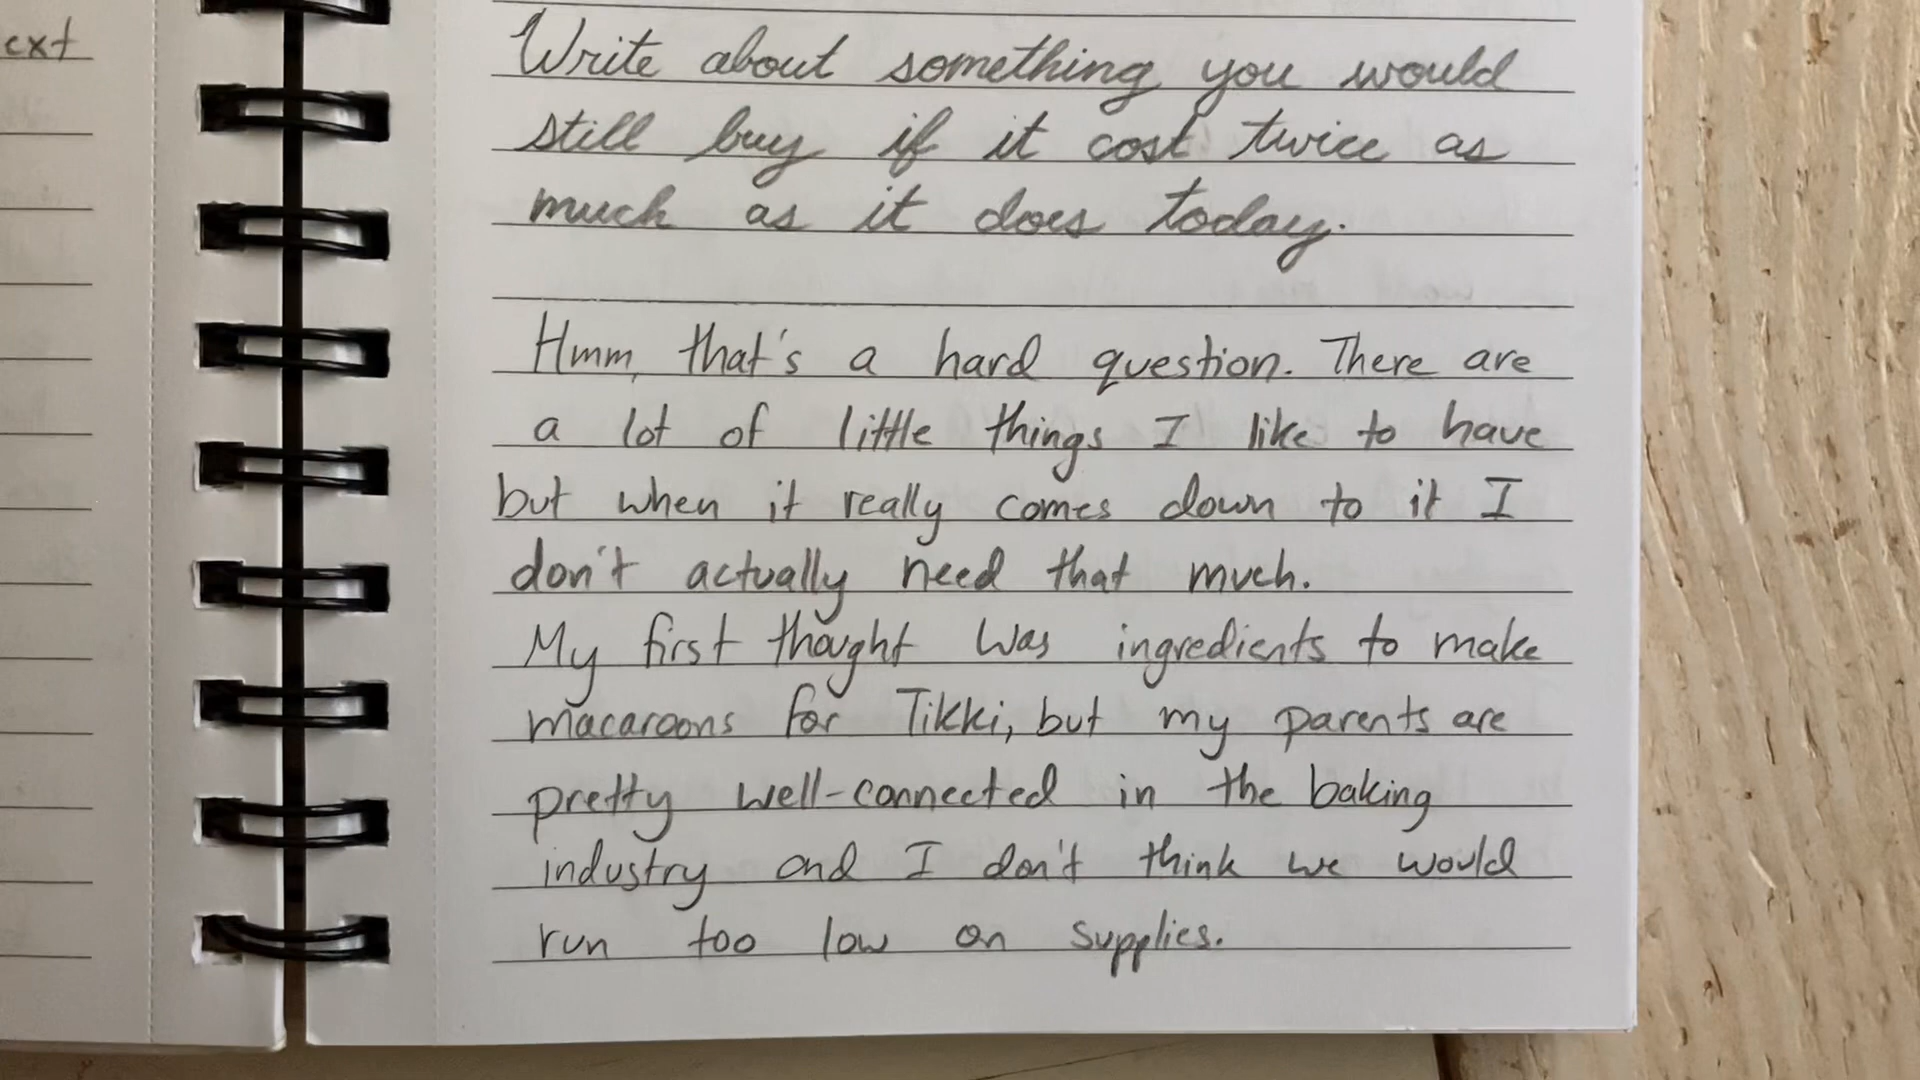 ext
Write about something you would
still buy if it cost twice as
much as it does today.
Hmm, that's a hard question. There are
a lot of little things I like to have
but when it really comes down to it I
don't actually need that much.
My first thought was ingredients to make
macaroons for Tikki, but my parents are
pretty well-connected in the baking
industry and I don't think we would
run too low on supplies.